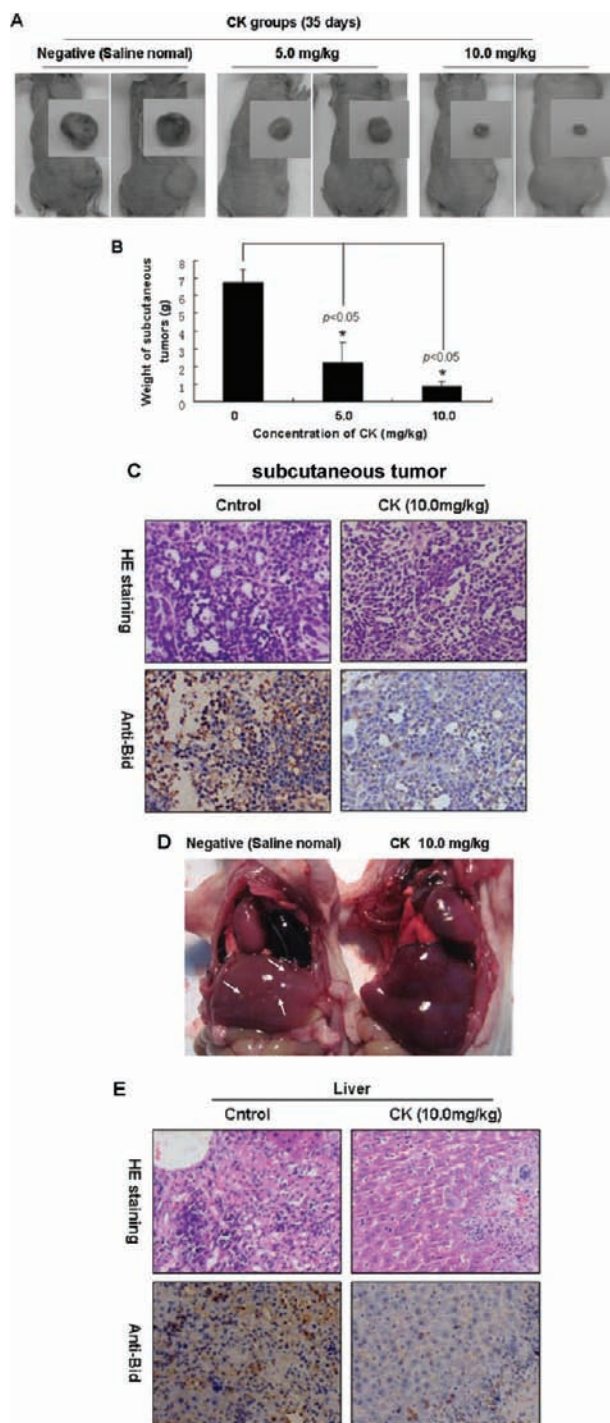 A
CK groups (35 days)
Negative (Saline nomal) 5.0 mg/kg 10.0 mg/kg
B
Weight of subcutaneous
tumors (g)
8
7
6
5
4
3
2
1
0
p<0.05
*
p<0.05
*
0 5.0 10.0
Concentration of CK (mg/kg)
C
subcutaneous tumor
Cntrol CK (10.0mg/kg)
HE staining
Anti-Bid
D Negative (Saline nomal) CK 10.0 mg/kg
E
Liver
Cntrol CK (10.0mg/kg)
HE staining
Anti-Bid